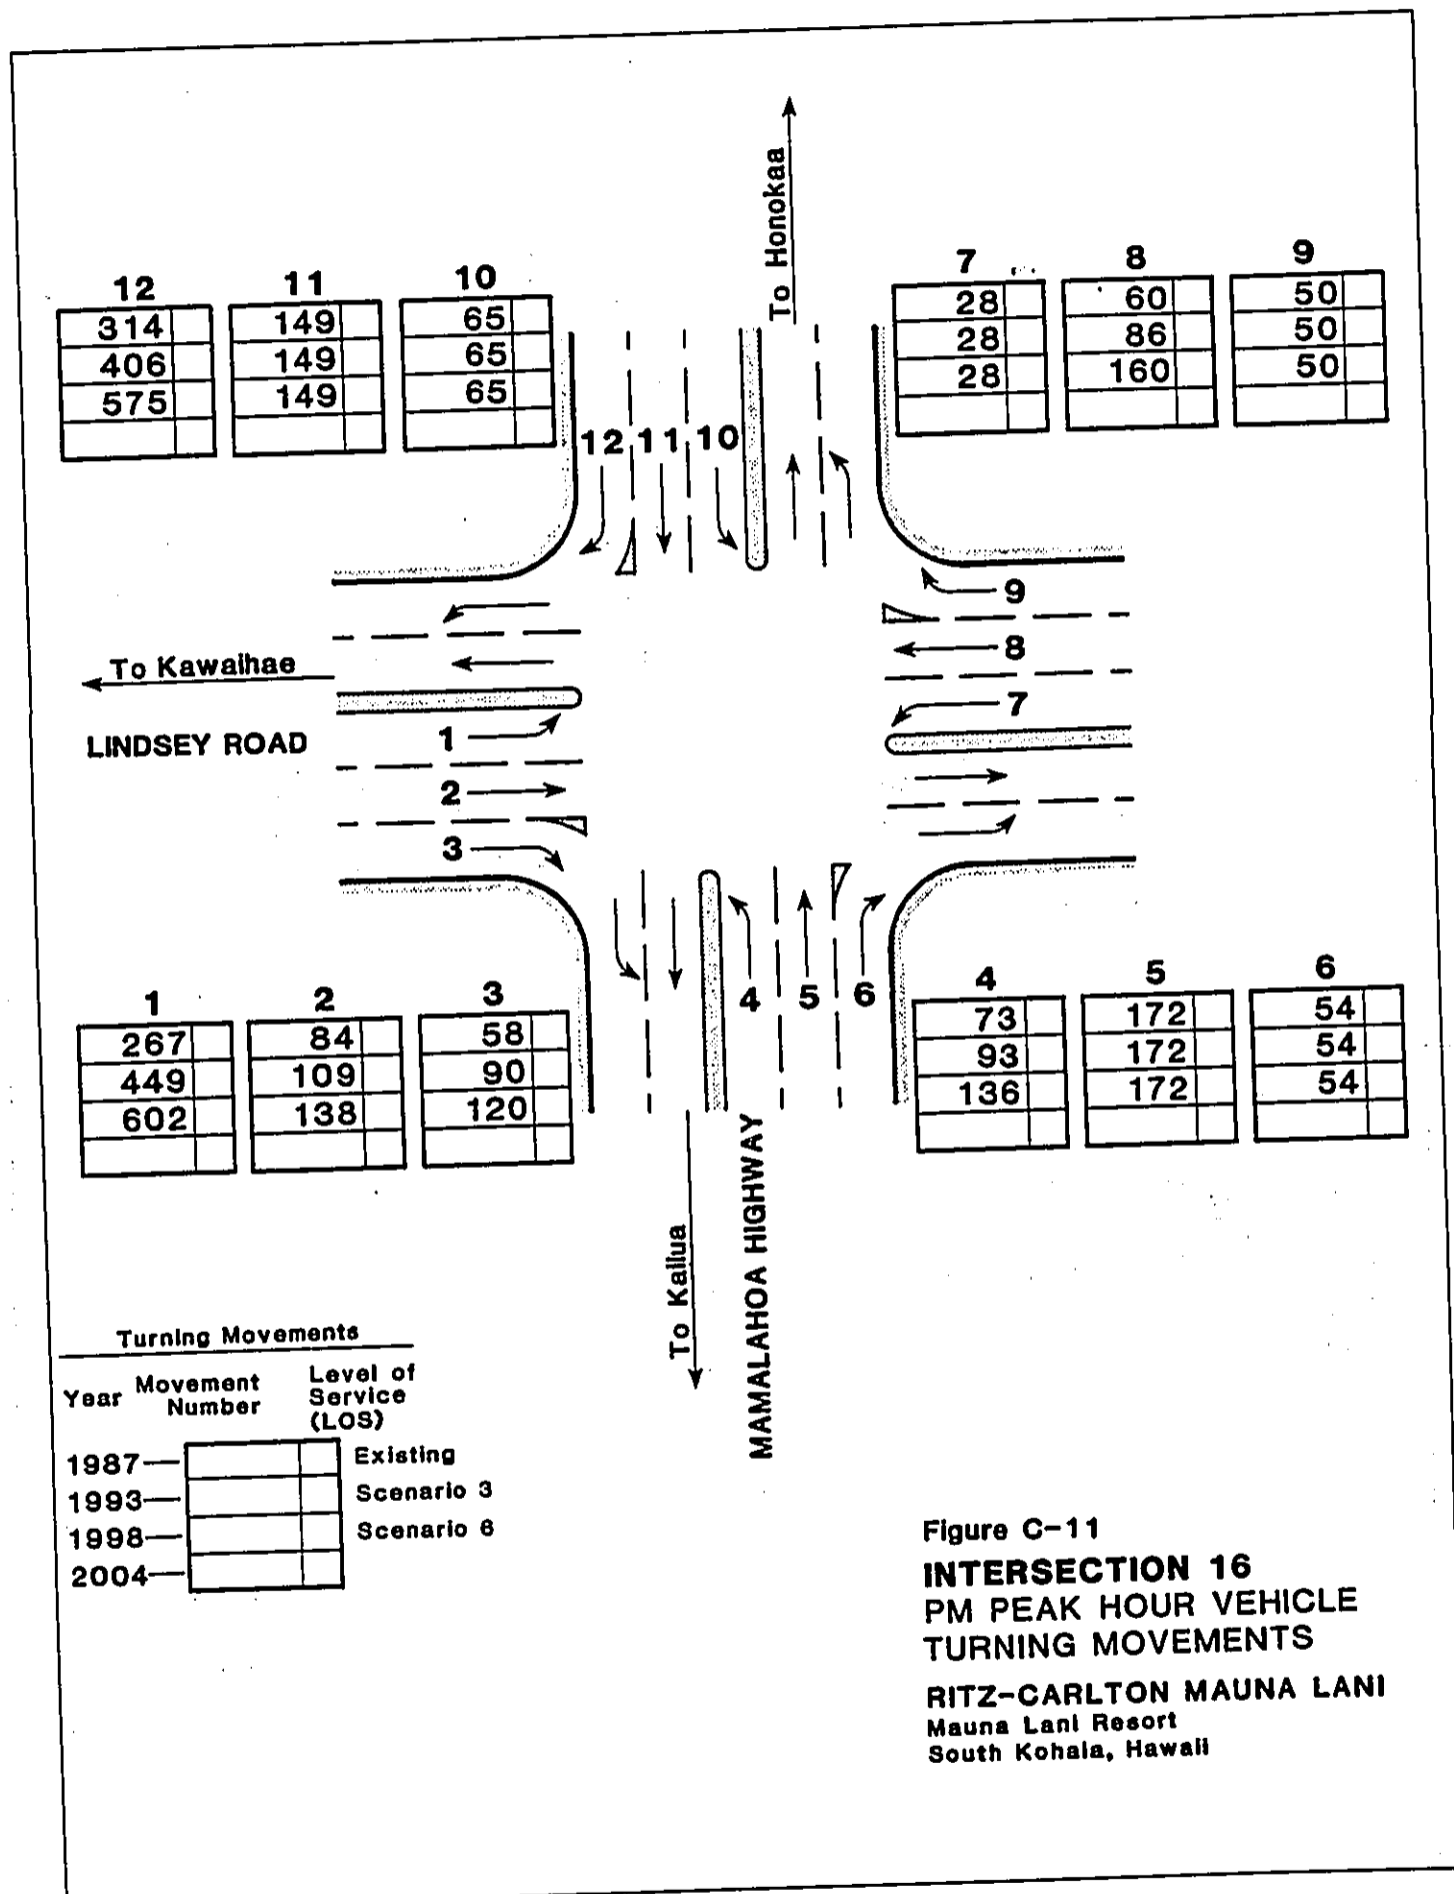 To Honokaa
12 11 10
314 149 65
406 149 65
575 149 65
7 8 9
28 60 50
28 86 50
28 160 50
12 11 10
9
8
7
To Kawaihae
LINDSEY ROAD
1
2
3
4 5 6
1 2 3
267 84 58
449 109 90
602 138 120
4 5 6
73 172 54
93 172 54
136 172 54
To Kailua
MAMALAHOA HIGHWAY
Turning Movements
Year Movement Number Level of Service (LOS)
1987 Existing
1993 Scenario 3
1998 Scenario 6
2004
Figure C-11
INTERSECTION 16
PM PEAK HOUR VEHICLE
TURNING MOVEMENTS
RITZ-CARLTON MAUNA LANI
Mauna Lani Resort
South Kohala, Hawaii